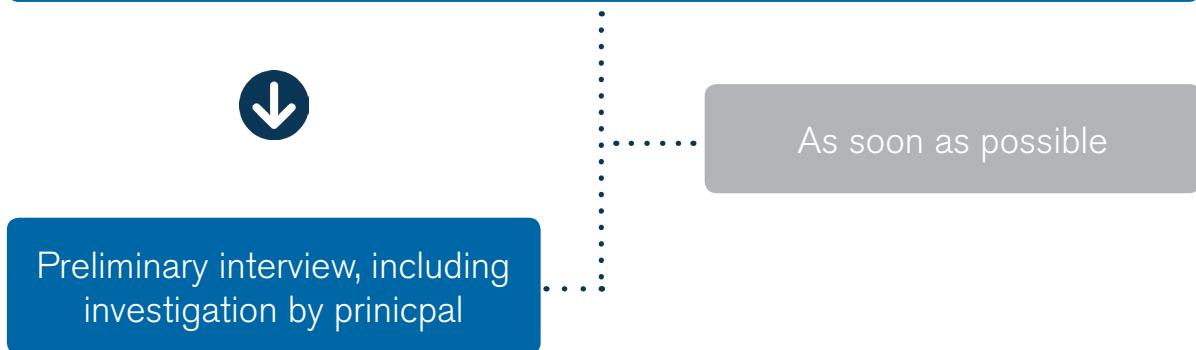 As soon as possible
Preliminary interview, including
investigation by prinicpal